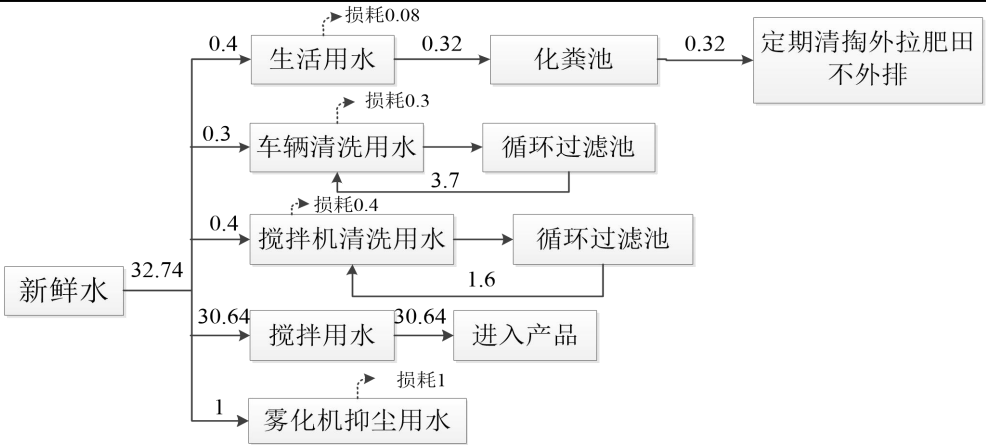 损耗0.08
0.4
生活用水
0.32
化粪池
0.32
定期清掏外拉肥田
不外排
损耗0.3
0.3
车辆清洗用水
循环过滤池
3.7
损耗0.4
0.4
搅拌机清洗用水
循环过滤池
1.6
新鲜水
32.74
30.64
搅拌用水
30.64
进入产品
损耗1
1
雾化机抑尘用水